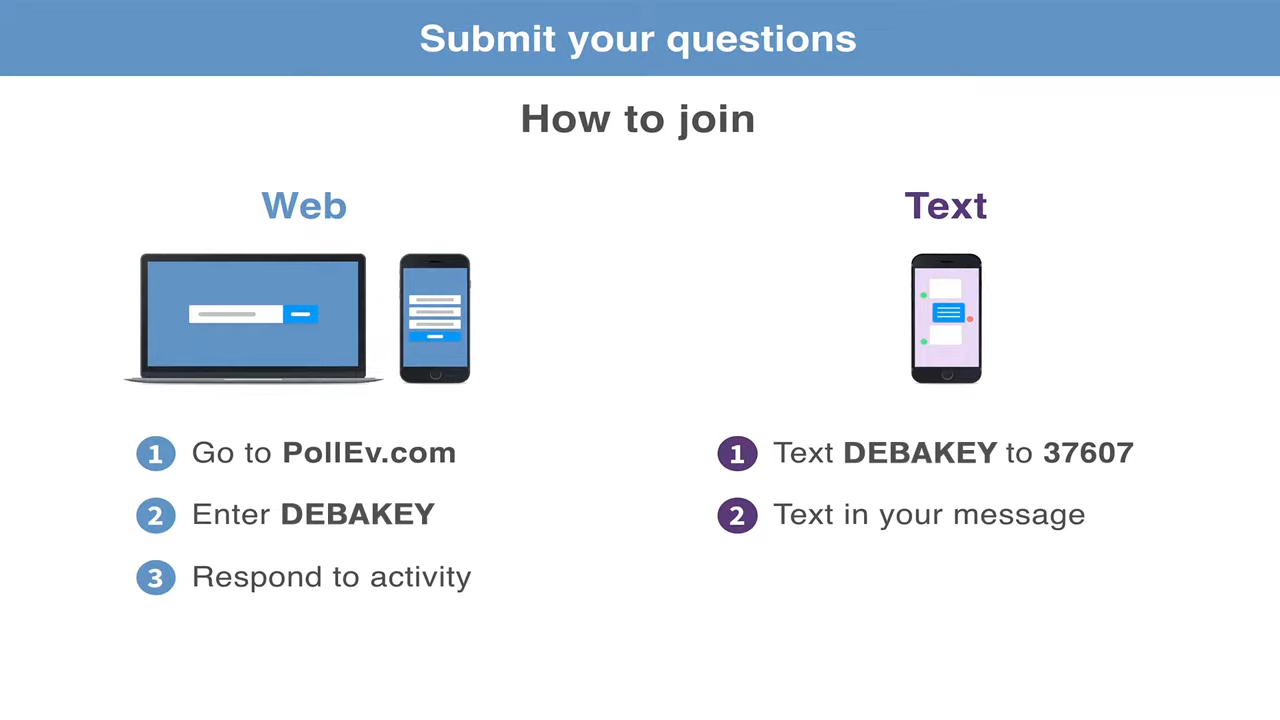 Submit your questions
How to join
Web
1 Go to PollEv.com
2 Enter DEBAKEY
3 Respond to activity
Text
1 Text DEBAKEY to 37607
2 Text in your message